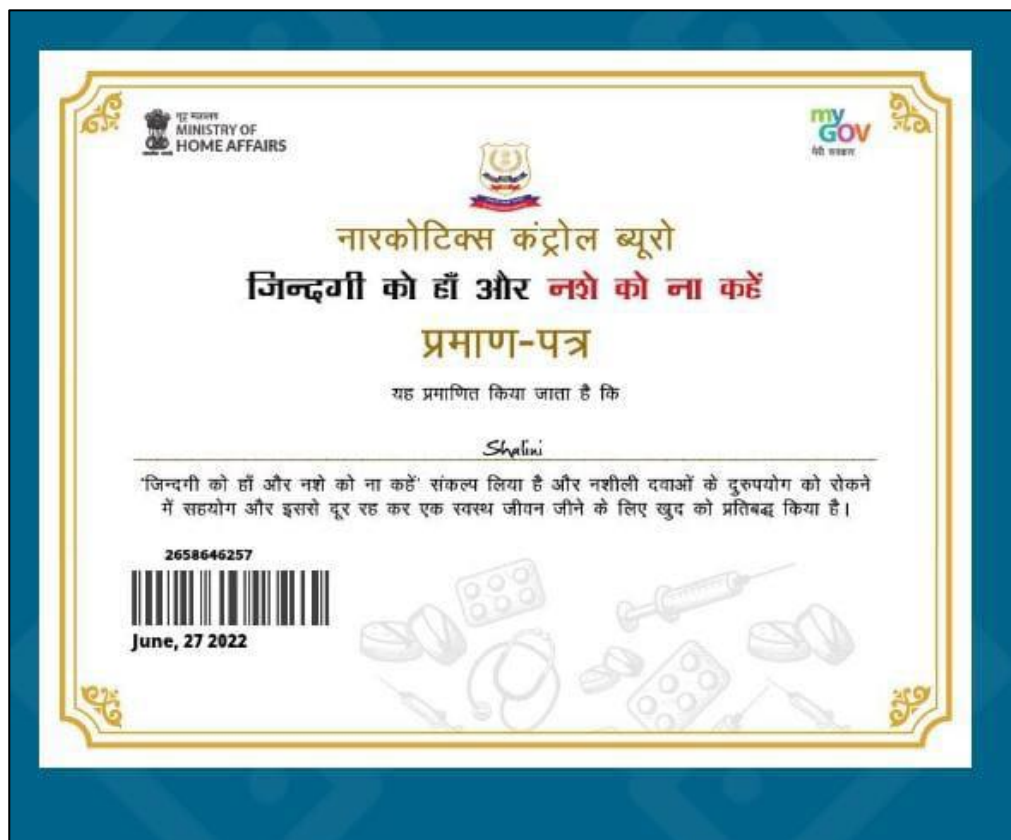 गृह मंत्रालय
MINISTRY OF
HOME AFFAIRS
my
GOV
मेरी सरकार
नारकोटिक्स कंट्रोल ब्यूरो
जिन्दगी को हाँ और नशे को ना कहें
प्रमाण-पत्र
यह प्रमाणित किया जाता है कि
Shalini
'जिन्दगी को हाँ और नशे को ना कहें' संकल्प लिया है और नशीली दवाओं के दुरुपयोग को रोकने
में सहयोग और इससे दूर रह कर एक स्वस्थ जीवन जीने के लिए खुद को प्रतिबद्ध किया है।
2658646257
June, 27 2022